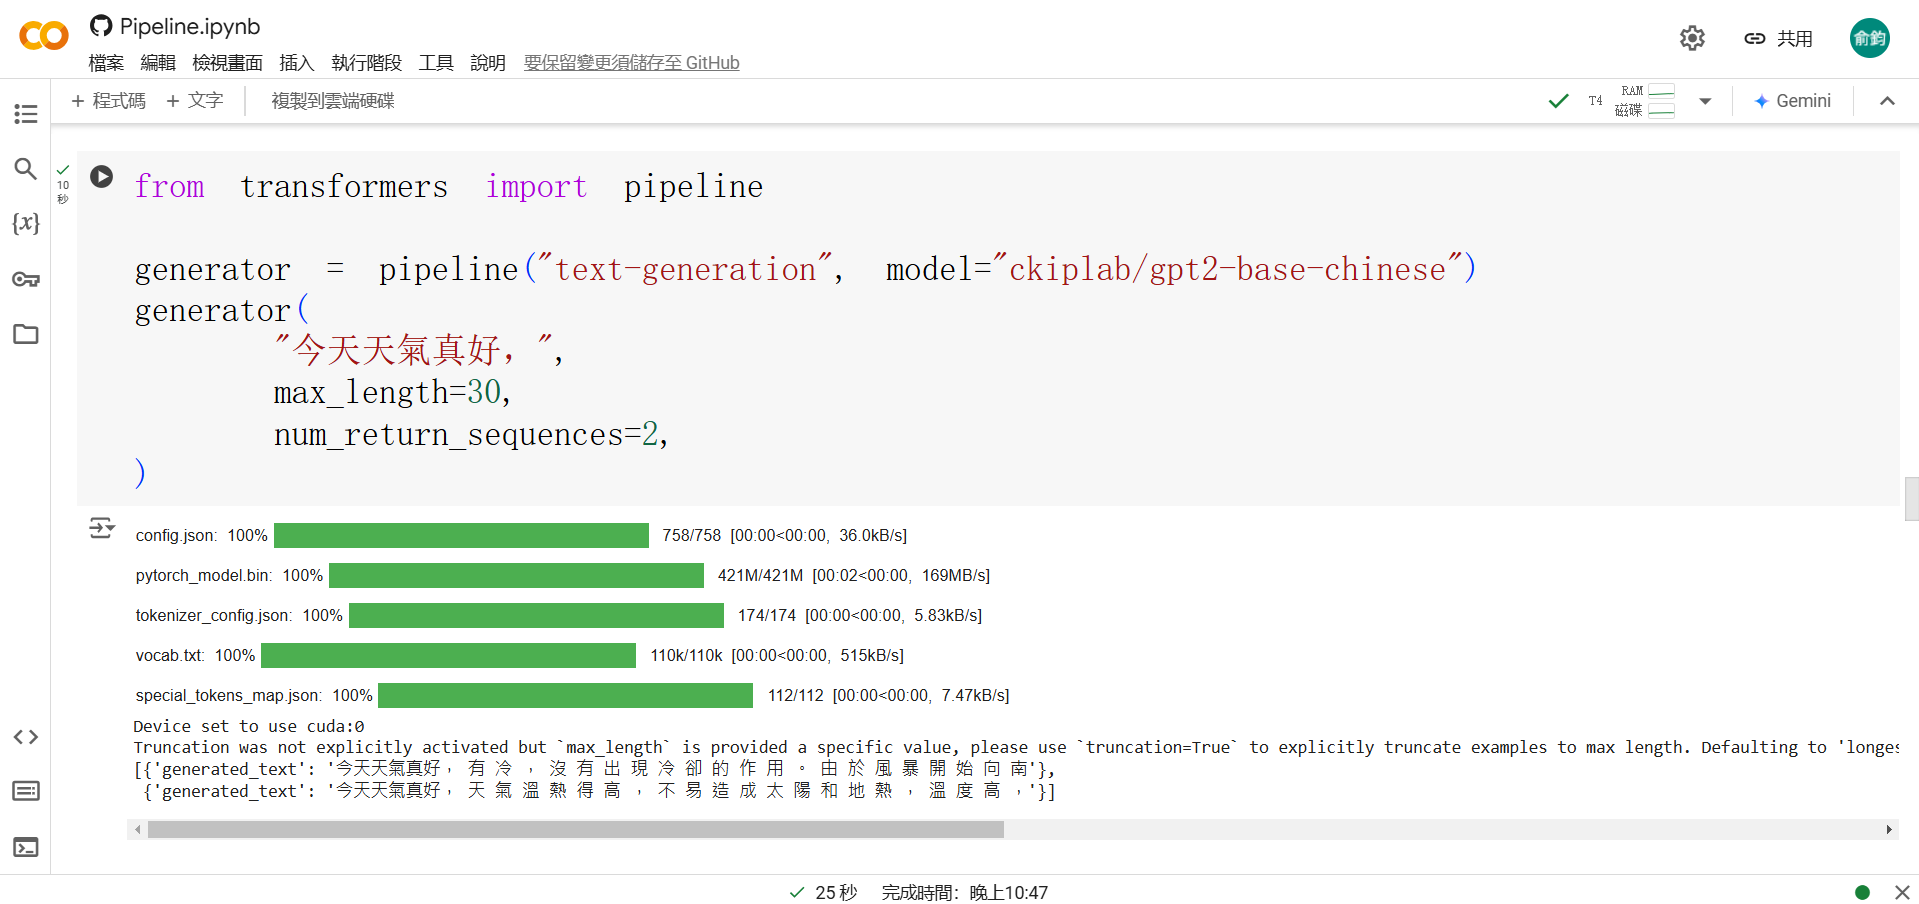 Pipeline.ipynb
檔案 編輯 檢視畫面 插入 執行階段 工具 說明 要保留變更須儲存至 GitHub
共用
俞鈞
+ 程式碼 + 文字 複製到雲端硬碟
T4
RAM
磁碟
Gemini
{x}
10
秒
from transformers import pipeline
generator = pipeline("text-generation", model="ckiplab/gpt2-base-chinese")
generator(
"今天天氣真好，",
max_length=30,
num_return_sequences=2,
)
config.json: 100% 758/758 [00:00<00:00, 36.0kB/s]
pytorch_model.bin: 100% 421M/421M [00:02<00:00, 169MB/s]
tokenizer_config.json: 100% 174/174 [00:00<00:00, 5.83kB/s]
vocab.txt: 100% 110k/110k [00:00<00:00, 515kB/s]
special_tokens_map.json: 100% 112/112 [00:00<00:00, 7.47kB/s]
Device set to use cuda:0
Truncation was not explicitly activated but `max_length` is provided a specific value, please use `truncation=True` to explicitly truncate examples to max length. Defaulting to 'longes
[{'generated_text': '今天天氣真好， 有 冷 ， 沒 有 出 現 冷 卻 的 作 用 。 由 於 風 暴 開 始 向 南'},
{'generated_text': '今天天氣真好， 天 氣 溫 熱 得 高 ， 不 易 造 成 太 陽 和 地 熱 ， 溫 度 高 ，'}]
25 秒 完成時間：晚上10:47